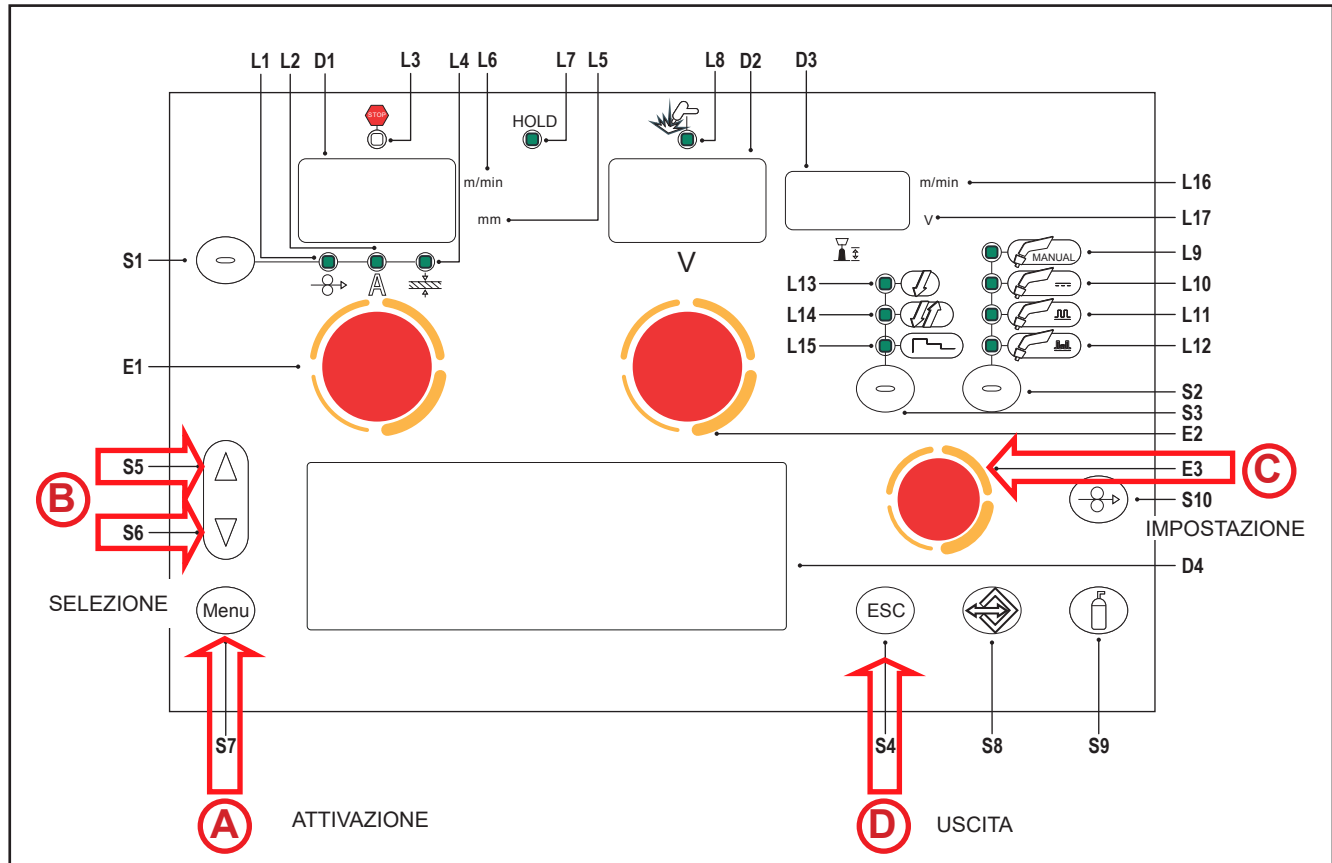 L1 L2 D1 L3 L4 L6 L5 L7 L8 D2 D3
STOP
HOLD
m/min
mm
m/min
V
L16
L17
S1
A
V
MANUAL
L9
L13
L10
L14
L11
L15
L12
E1
S2
S3
E2
S5
B
S6
E3
C
S10
IMPOSTAZIONE
D4
SELEZIONE
Menu
ESC
S7
S4
S8
S9
A
ATTIVAZIONE
D
USCITA